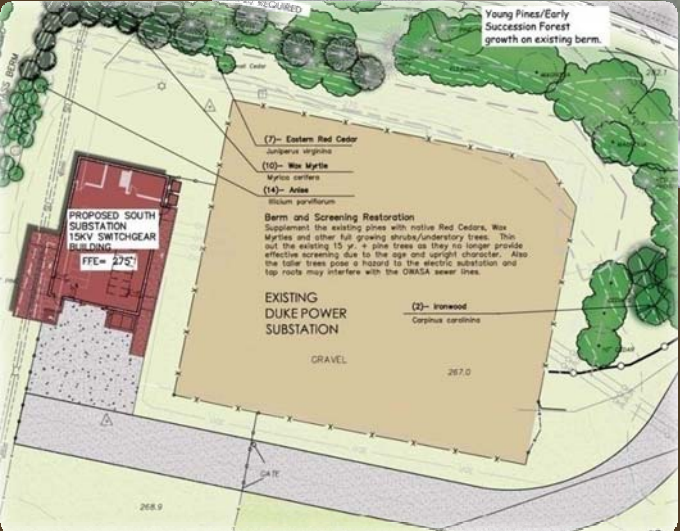 REQUIRED
Young Pines/Early
Succession Forest
growth on existing berm.
BERM
Cedar
(7)- Eastern Red Cedar
Juniperus virginina
(10)- Wax Myrtle
Myrica cerifera
(14)- Anise
Illicium parviflorum
Berm and Screening Restoration
Supplement the existing pines with native Red Cedars, Wax
Myrtles and other full growing shrubs/understory trees. Thin
out the existing 15 yr. + pine trees as they no longer provide
effective screening due to the age and upright character. Also
the taller trees pose a hazard to the electric substation and
tap roots may interfere with the OWASA sewer lines.
PROPOSED SOUTH
SUBSTATION
15KV SWITCHGEAR
BUILDING
FFE= 275'
EXISTING
DUKE POWER
SUBSTATION
(2)- Ironwood
Carpinus carolinina
GRAVEL
267.0
GATE
268.9